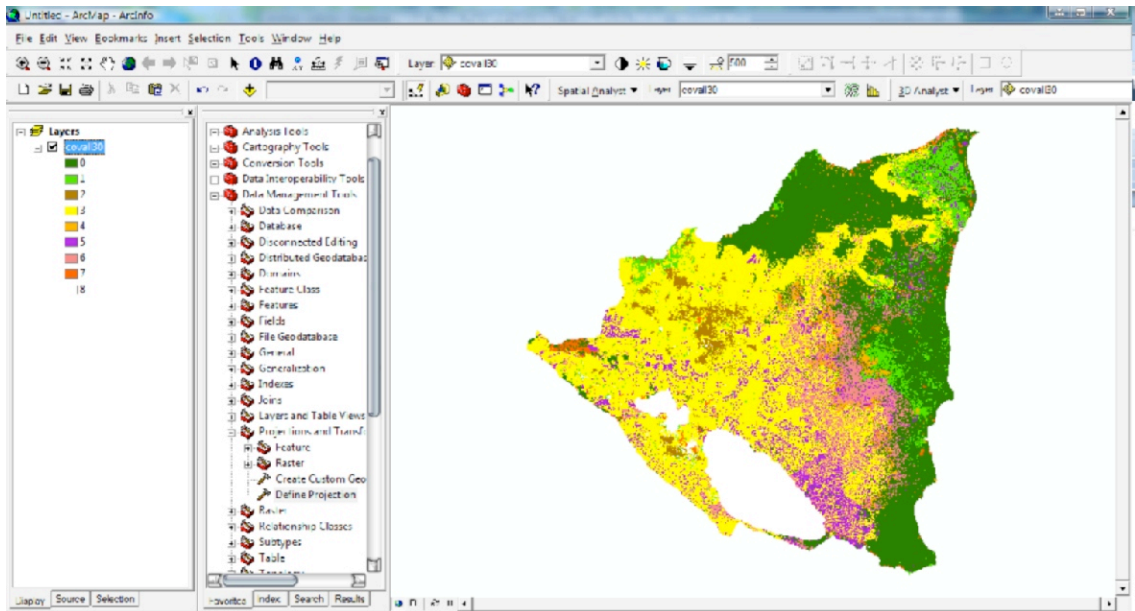 Untitled - ArcMap - ArcInfo
File Edit View Bookmarks Insert Selection Tools Window Help
Layer coval30 500
Spatial Analyst Layer coval30 3D Analyst Layer coval30
Layers
coval30
0
1
2
3
4
5
6
7
8
Display Source Selection
Analysis Tools
Cartography Tools
Conversion Tools
Data Interoperability Tools
Data Management Tools
Data Comparison
Database
Disconnected Editing
Distributed Geodatabas
Domains
Feature Class
Features
Fields
File Geodatabase
General
Generalization
Indexes
Joins
Layers and Table Views
Projections and Transf
Feature
Raster
Create Custom Geo
Define Projection
Raster
Relationship Classes
Subtypes
Table
Favorites Index Search Results